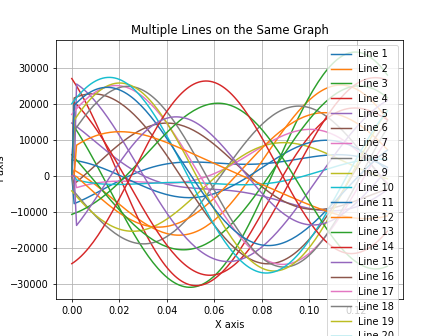 Multiple Lines on the Same Graph
30000
20000
10000
0
−10000
−20000
−30000
0.00
0.02
0.04
0.06
0.08
0.10
X axis
Line 1
Line 2
Line 3
Line 4
Line 5
Line 6
Line 7
Line 8
Line 9
Line 10
Line 11
Line 12
Line 13
Line 14
Line 15
Line 16
Line 17
Line 18
Line 19
Line 20